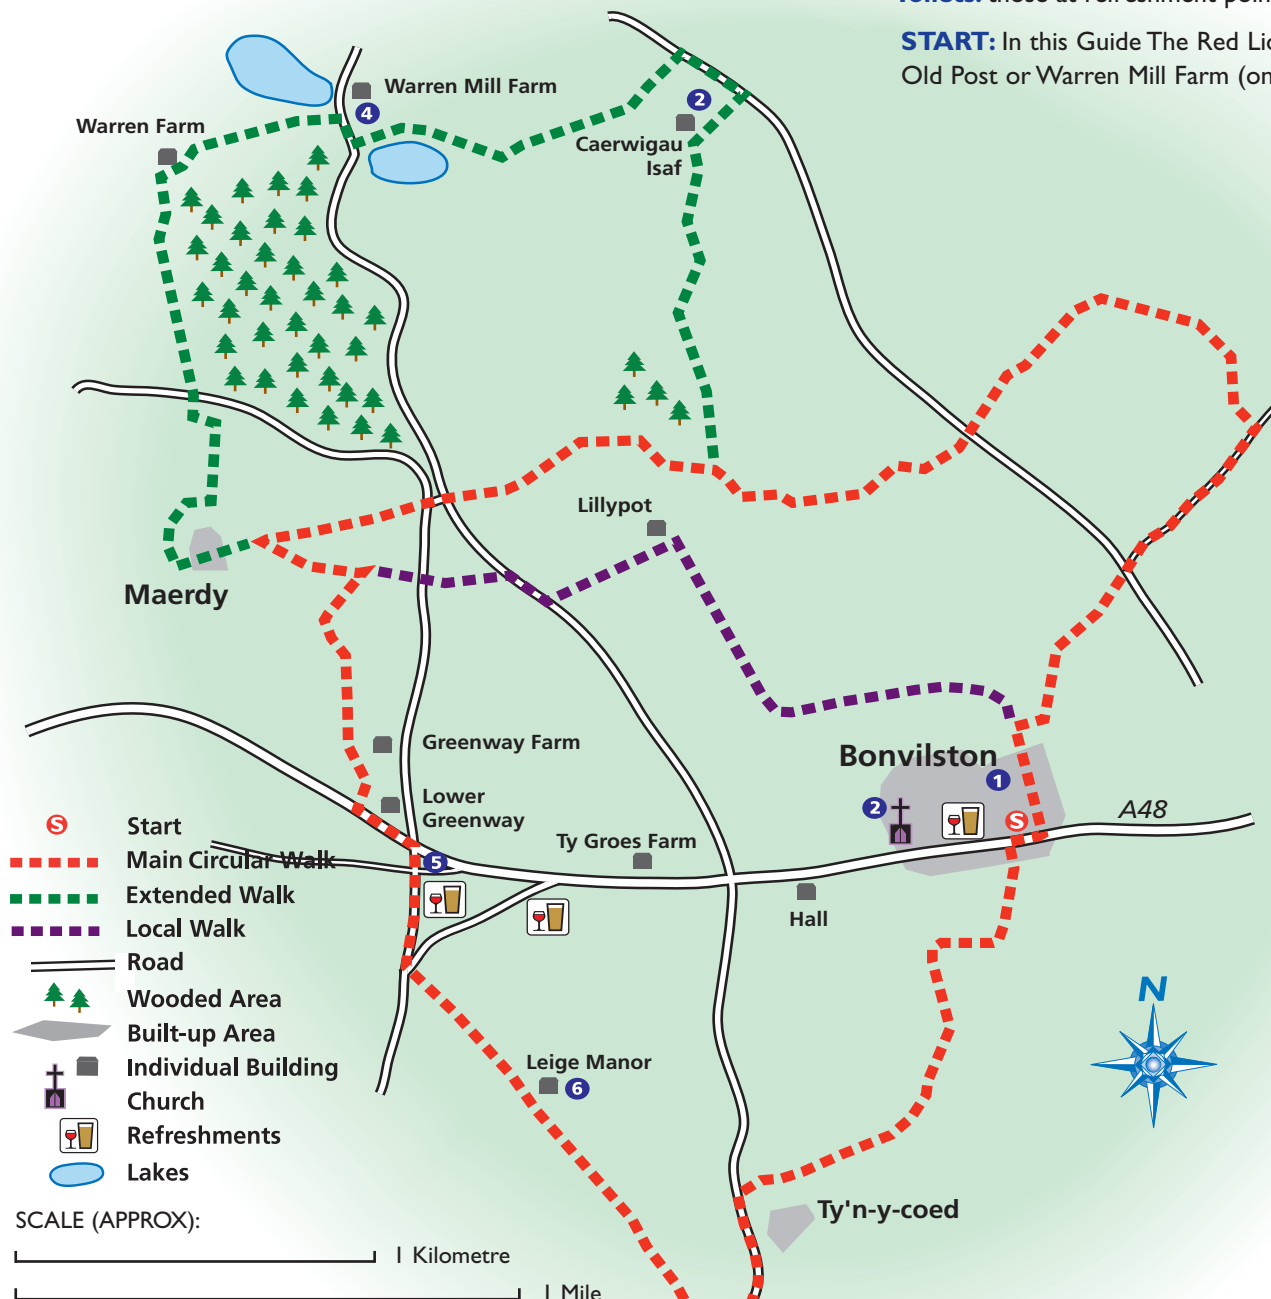 START: In this Guide The Red
Old Post or Warren Mill Farm
Warren Mill Farm
4
Warren Farm
2
Caerwigau
Isaf
Lillypot
Maerdy
Greenway Farm
Lower
Greenway
Bonvilston
1
2
S
A48
Ty Groes Farm
5
Hall
Leige Manor
6
N
Ty'n-y-coed
S Start
Main Circular Walk
Extended Walk
Local Walk
Road
Wooded Area
Built-up Area
Individual Building
Church
Refreshments
Lakes
SCALE (APPROX):
1 Kilometre
1 Mile